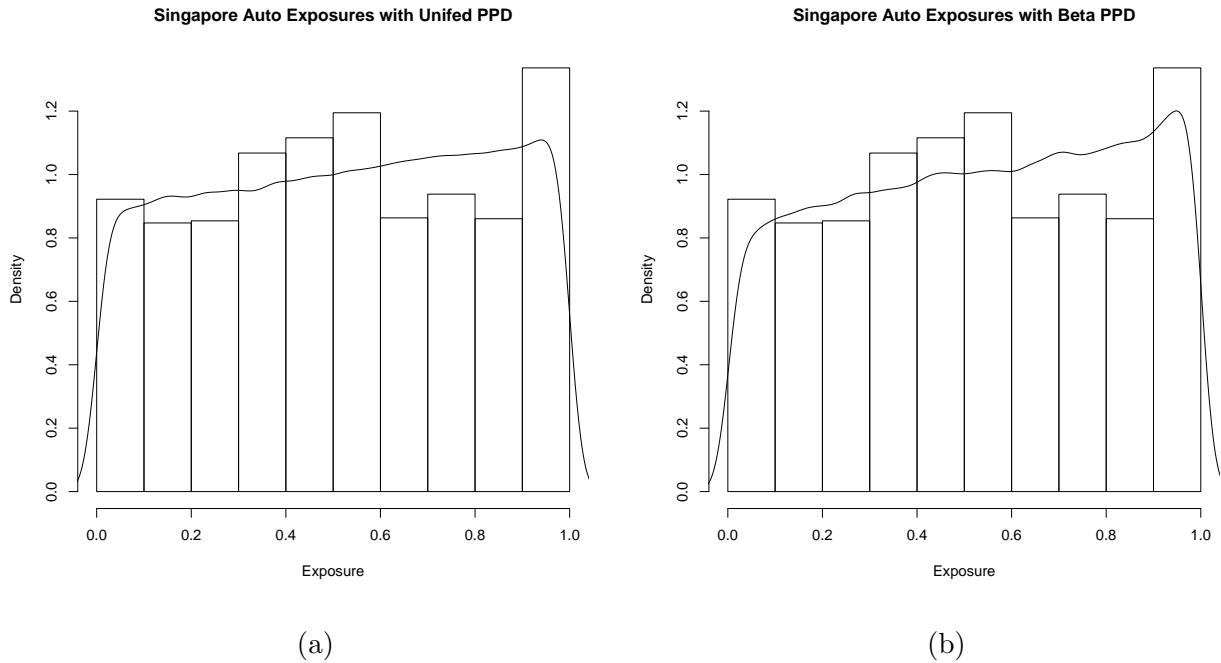 Singapore Auto Exposures with Unifed PPD
Density
0.0 0.2 0.4 0.6 0.8 1.0 1.2
0.0 0.2 0.4 0.6 0.8 1.0
Exposure
(a)
Singapore Auto Exposures with Beta PPD
Density
0.0 0.2 0.4 0.6 0.8 1.0 1.2
0.0 0.2 0.4 0.6 0.8 1.0
Exposure
(b)